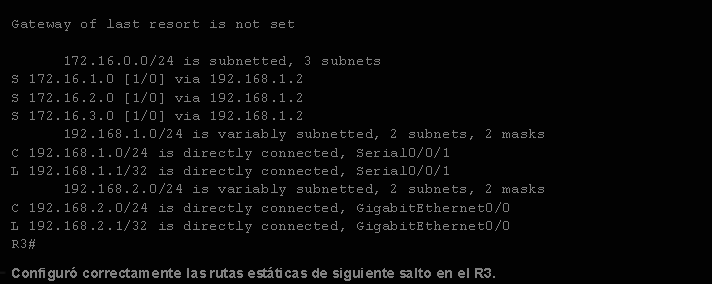 Gateway of last resort is not set
172.16.0.0/24 is subnetted, 3 subnets
S 172.16.1.0 [1/0] via 192.168.1.2
S 172.16.2.0 [1/0] via 192.168.1.2
S 172.16.3.0 [1/0] via 192.168.1.2
192.168.1.0/24 is variably subnetted, 2 subnets, 2 masks
C 192.168.1.0/24 is directly connected, Serial0/0/1
L 192.168.1.1/32 is directly connected, Serial0/0/1
192.168.2.0/24 is variably subnetted, 2 subnets, 2 masks
C 192.168.2.0/24 is directly connected, GigabitEthernet0/0
L 192.168.2.1/32 is directly connected, GigabitEthernet0/0
R3#
Configuró correctamente las rutas estáticas de siguiente salto en el R3.